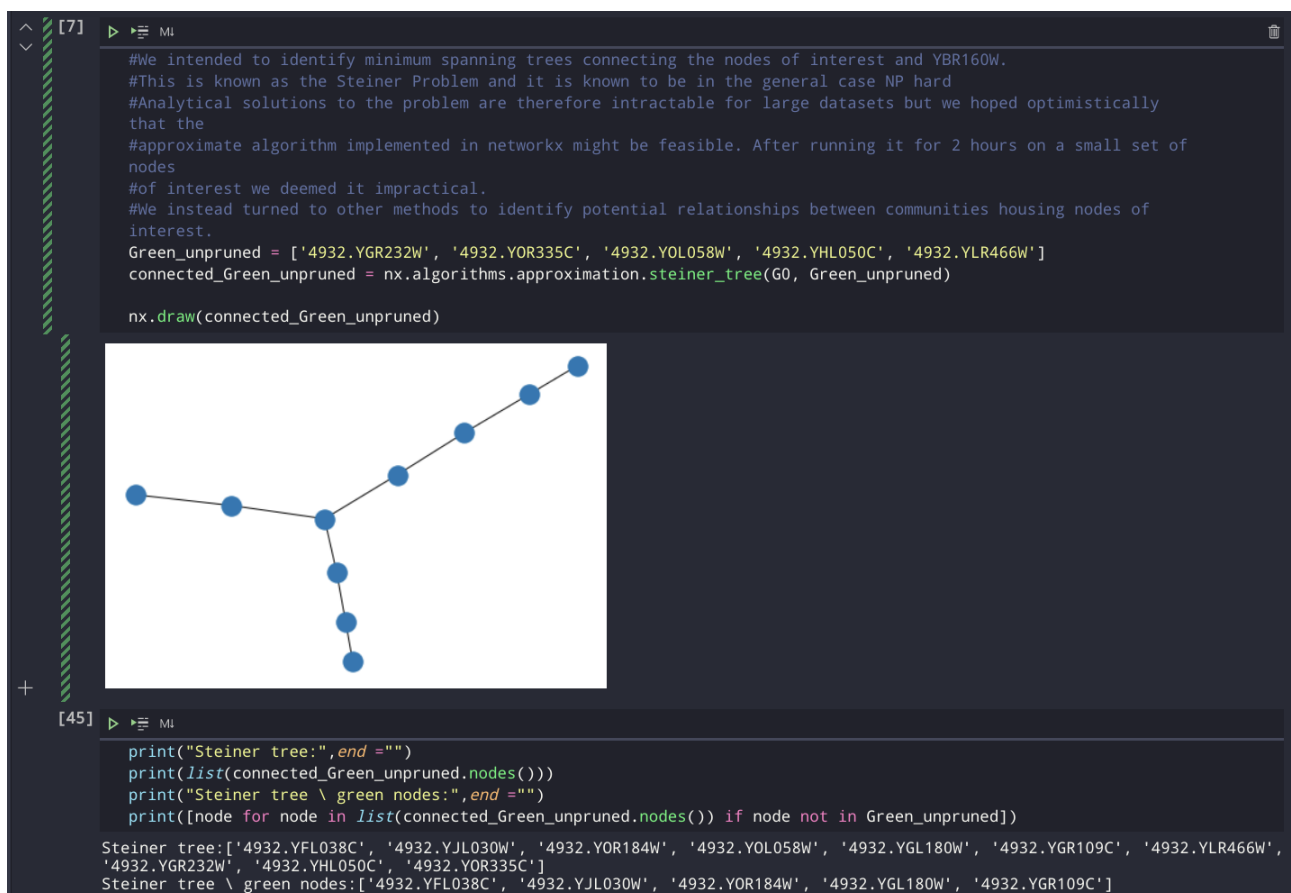 [7]
M↓
#We intended to identify minimum spanning trees connecting the nodes of interest and YBR160W.
#This is known as the Steiner Problem and it is known to be in the general case NP hard
#Analytical solutions to the problem are therefore intractable for large datasets but we hoped optimistically
that the
#approximate algorithm implemented in networkx might be feasible. After running it for 2 hours on a small set of
nodes
#of interest we deemed it impractical.
#We instead turned to other methods to identify potential relationships between communities housing nodes of
interest.
Green_unpruned = ['4932.YGR232W', '4932.YOR335C', '4932.YOL058W', '4932.YHL050C', '4932.YLR466W']
connected_Green_unpruned = nx.algorithms.approximation.steiner_tree(G0, Green_unpruned)
nx.draw(connected_Green_unpruned)
[45]
M↓
print("Steiner tree:",end ="")
print(list(connected_Green_unpruned.nodes()))
print("Steiner tree \ green nodes:",end ="")
print([node for node in list(connected_Green_unpruned.nodes()) if node not in Green_unpruned])
Steiner tree:['4932.YFL038C', '4932.YJL030W', '4932.YOR184W', '4932.YOL058W', '4932.YGL180W', '4932.YGR109C', '4932.YLR466W',
'4932.YGR232W', '4932.YHL050C', '4932.YOR335C']
Steiner tree \ green nodes:['4932.YFL038C', '4932.YJL030W', '4932.YOR184W', '4932.YGL180W', '4932.YGR109C']